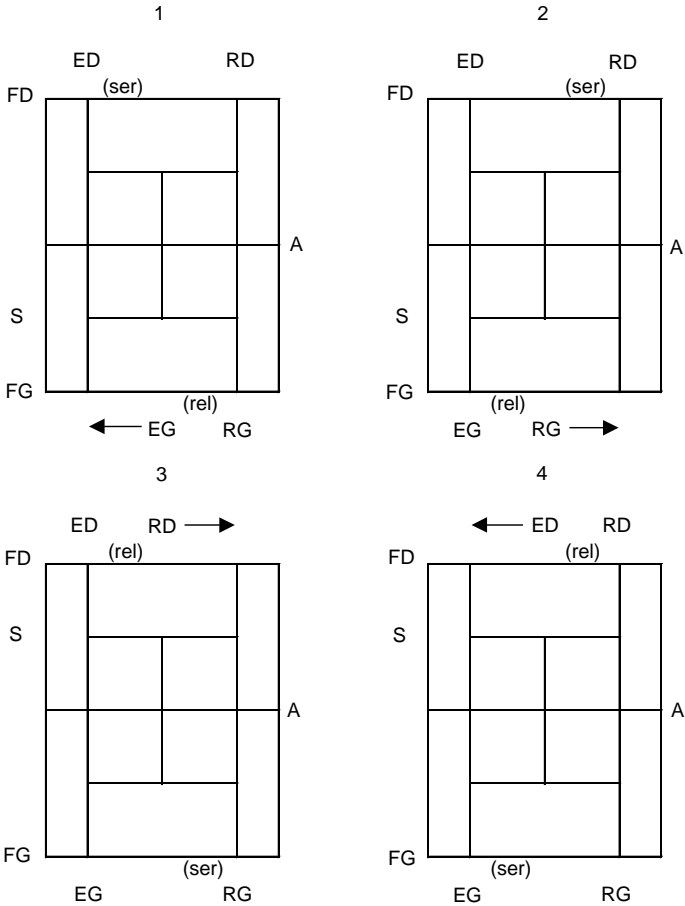 1
2
ED RD
ED RD
(ser)
(ser)
FD
FD
A
A
S
S
FG
FG
(rel)
(rel)
EG RG
EG RG
3
4
ED RD
ED RD
(rel)
(rel)
FD
FD
S
S
A
A
FG
FG
(ser)
(ser)
EG RG
EG RG